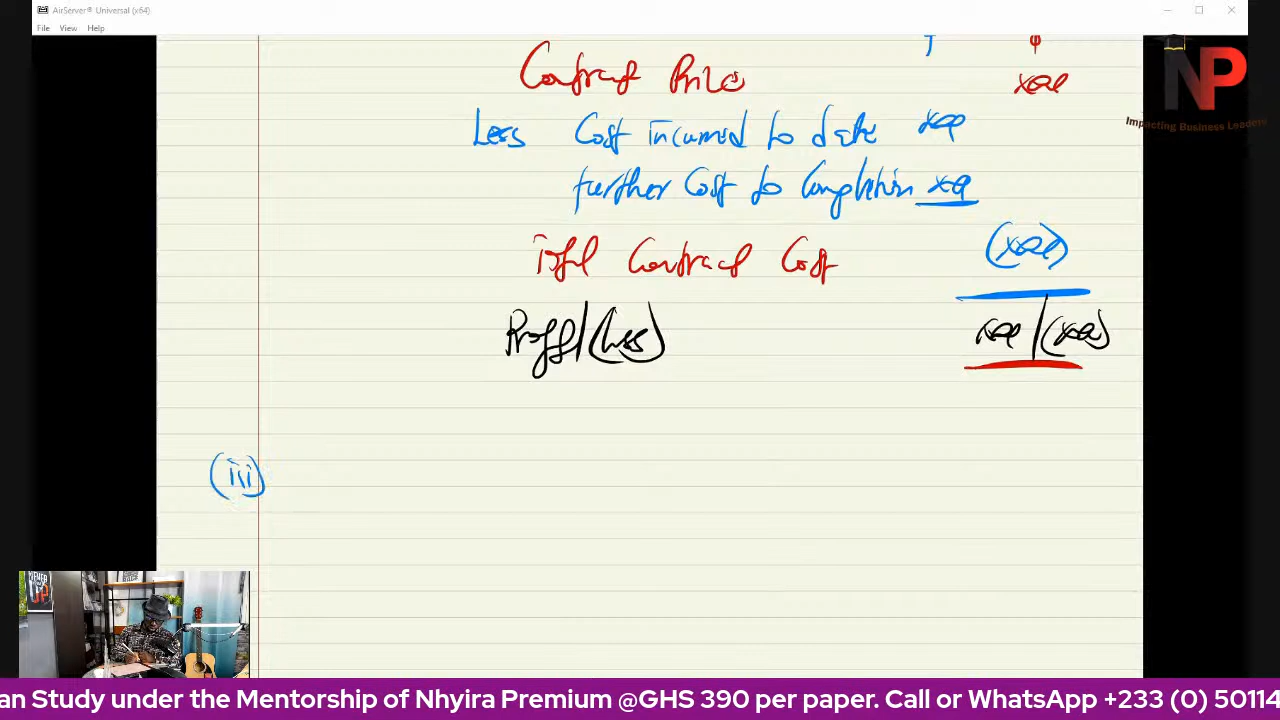 AirServer® Universal (x64)
File View Help
NP
Impacting Business Leaders
Contract Price xxx
Less Cost incurred to date xxx
further Cost to Completion xx
Total Contract Cost (xxx)
Profit/(Loss) xxx/(xxx)
(iii)
an Study under the Mentorship of Nhyira Premium @GHS 390 per paper. Call or WhatsApp +233 (0) 50114